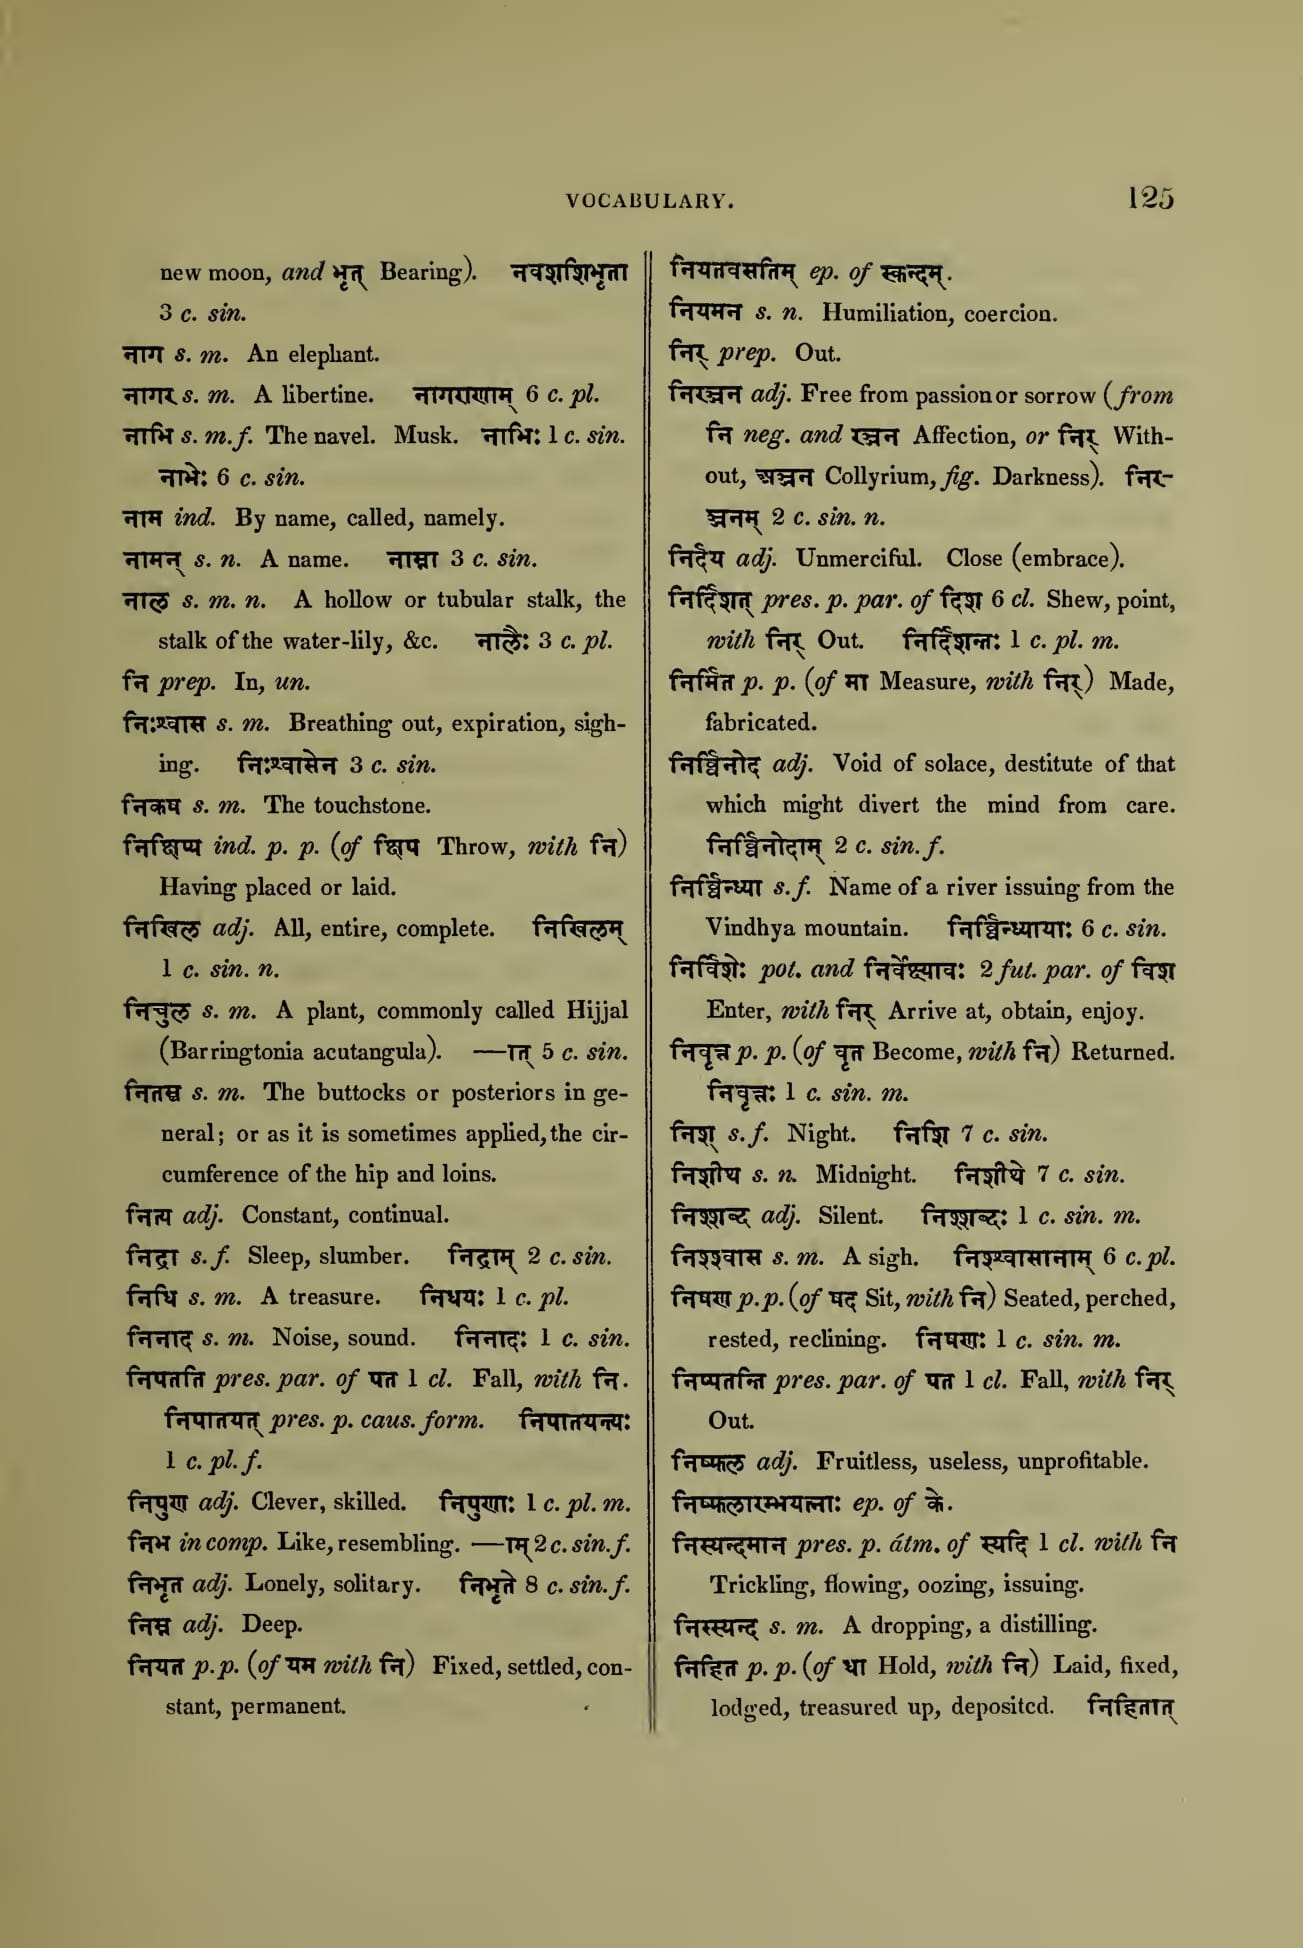 VOCABULARY.
125
new moon, and भृत् Bearing). नवशशिभृता
3 c. sin.
नाग s. m. An elephant.
नागर s. m. A libertine. नागराणाम् 6 c. pl.
नाभि s. m. f. The navel. Musk. नाभिः 1 c. sin.
नाभेः 6 c. sin.
नाम ind. By name, called, namely.
नामन् s. n. A name. नाम्ना 3 c. sin.
नाल s. m. n. A hollow or tubular stalk, the
stalk of the water-lily, &c. नालैः 3 c. pl.
नि prep. In, un.
निःश्वास s. m. Breathing out, expiration, sigh-
ing. निःश्वासेन 3 c. sin.
निकष s. m. The touchstone.
निक्षिप्य ind. p. p. (of क्षिप Throw, with नि)
Having placed or laid.
निखिल adj. All, entire, complete. निखिलम्
1 c. sin. n.
निचुल s. m. A plant, commonly called Hijjal
(Barringtonia acutangula). —ात् 5 c. sin.
नितम्ब s. m. The buttocks or posteriors in ge-
neral; or as it is sometimes applied, the cir-
cumference of the hip and loins.
नित्य adj. Constant, continual.
निद्रा s. f. Sleep, slumber. निद्राम् 2 c. sin.
निधि s. m. A treasure. निधयः 1 c. pl.
निनाद s. m. Noise, sound. निनादः 1 c. sin.
निपतति pres. par. of पत 1 cl. Fall, with नि.
निपातयत् pres. p. caus. form. निपातयन्त्यः
1 c. pl. f.
निपुण adj. Clever, skilled. निपुणाः 1 c. pl. m.
निभ in comp. Like, resembling. —ाम् 2 c. sin. f.
निभृत adj. Lonely, solitary. निभृते 8 c. sin. f.
निम्न adj. Deep.
नियत p. p. (of यम with नि) Fixed, settled, con-
stant, permanent.
नियतवसतिम् ep. of स्कन्दम्.
नियमन s. n. Humiliation, coercion.
निर् prep. Out.
निरञ्जन adj. Free from passion or sorrow (from
नि neg. and रञ्जन Affection, or निर् With-
out, अञ्जन Collyrium, fig. Darkness). निर-
ञ्जनम् 2 c. sin. n.
निर्दय adj. Unmerciful. Close (embrace).
निर्दिशत् pres. p. par. of दिश 6 cl. Shew, point,
with निर् Out. निर्दिशन्तः 1 c. pl. m.
निर्मित p. p. (of मा Measure, with निर्) Made,
fabricated.
निर्व्विनोद adj. Void of solace, destitute of that
which might divert the mind from care.
निर्व्विनोदाम् 2 c. sin. f.
निर्व्विन्ध्या s. f. Name of a river issuing from the
Vindhya mountain. निर्व्विन्ध्यायाः 6 c. sin.
निर्विशेः pot. and निर्वेक्ष्यावः 2 fut. par. of विश
Enter, with निर् Arrive at, obtain, enjoy.
निवृत्त p. p. (of वृत Become, with नि) Returned.
निवृत्तः 1 c. sin. m.
निश् s. f. Night. निशि 7 c. sin.
निशीथ s. n. Midnight. निशीथे 7 c. sin.
निश्शब्द adj. Silent. निश्शब्दः 1 c. sin. m.
निश्श्वास s. m. A sigh. निश्श्वासानाम् 6 c. pl.
निषण p. p. (of षद Sit, with नि) Seated, perched,
rested, reclining. निषणः 1 c. sin. m.
निष्पतन्ति pres. par. of पत 1 cl. Fall, with निर्
Out.
निष्फल adj. Fruitless, useless, unprofitable.
निष्फलारम्भयत्नाः ep. of के.
निस्यन्दमान pres. p. átm. of स्यदि 1 cl. with नि
Trickling, flowing, oozing, issuing.
निस्स्यन्द s. m. A dropping, a distilling.
निहित p. p. (of धा Hold, with नि) Laid, fixed,
lodged, treasured up, deposited. निहितात्